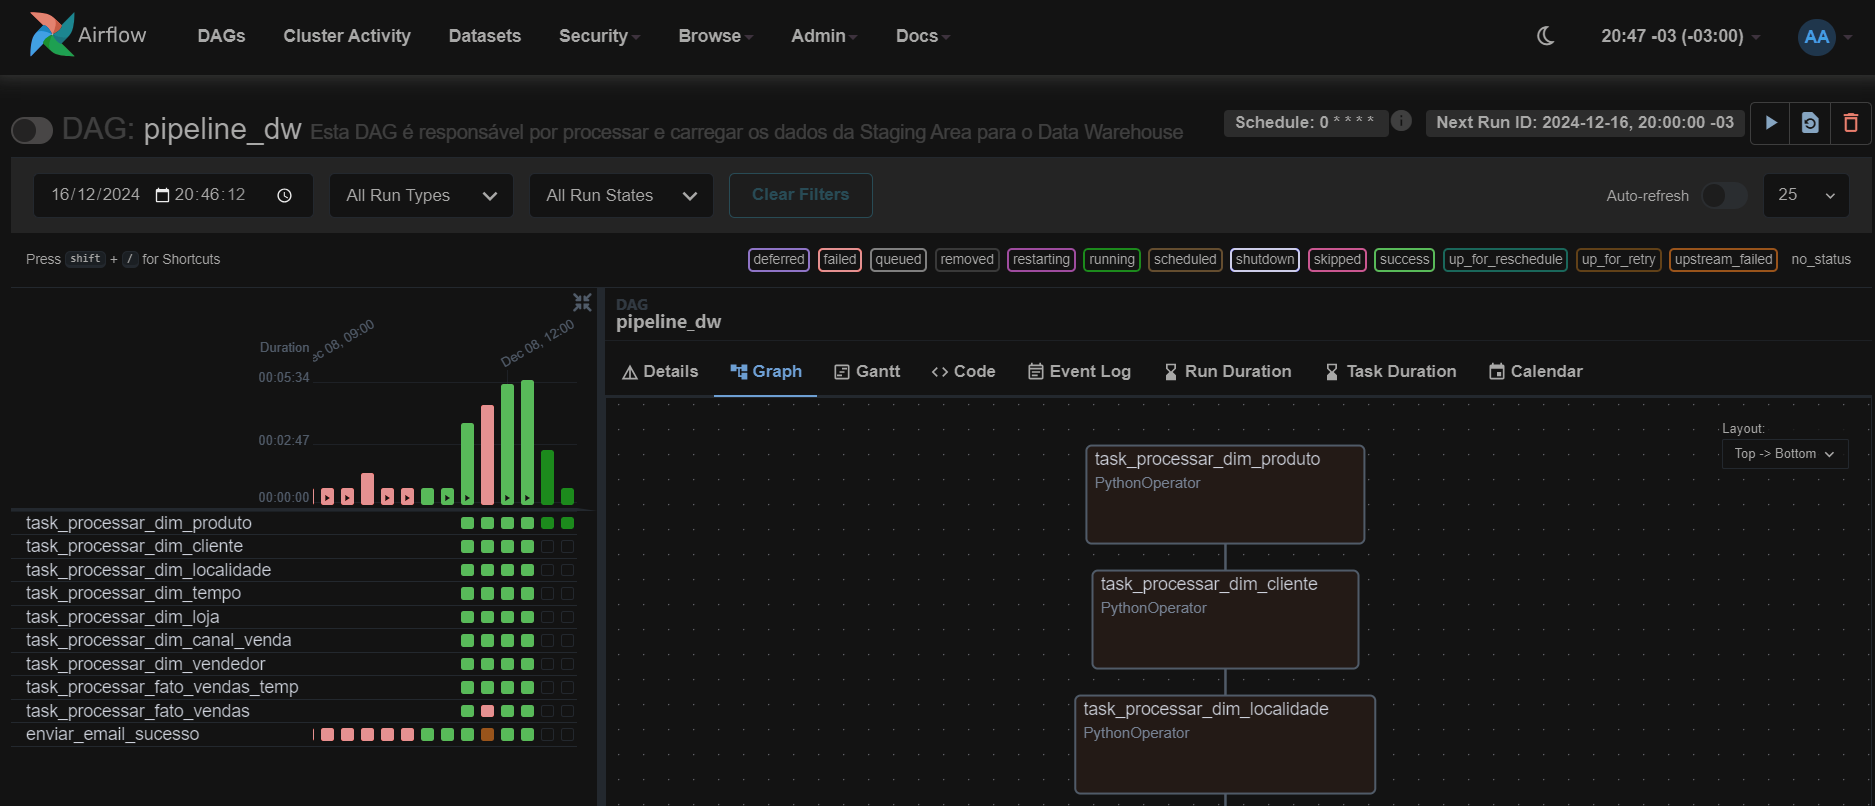 Airflow
DAGs
Cluster Activity
Datasets
Security
Browse
Admin
Docs
20:47 -03 (-03:00)
AA
DAG: pipeline_dw Esta DAG é responsável por processar e carregar os dados da Staging Area para o Data Warehouse
Schedule: 0 * * * *
Next Run ID: 2024-12-16, 20:00:00 -03
16/12/2024 20:46:12
All Run Types
All Run States
Clear Filters
Auto-refresh
25
Press shift + / for Shortcuts
deferred
failed
queued
removed
restarting
running
scheduled
shutdown
skipped
success
up_for_reschedule
up_for_retry
upstream_failed
no_status
ec 08, 09:00
Dec 08, 12:00
Duration
00:05:34
00:02:47
00:00:00
task_processar_dim_produto
task_processar_dim_cliente
task_processar_dim_localidade
task_processar_dim_tempo
task_processar_dim_loja
task_processar_dim_canal_venda
task_processar_dim_vendedor
task_processar_fato_vendas_temp
task_processar_fato_vendas
enviar_email_sucesso
DAG
pipeline_dw
Details
Graph
Gantt
Code
Event Log
Run Duration
Task Duration
Calendar
Layout:
Top -> Bottom
task_processar_dim_produto
PythonOperator
task_processar_dim_cliente
PythonOperator
task_processar_dim_localidade
PythonOperator